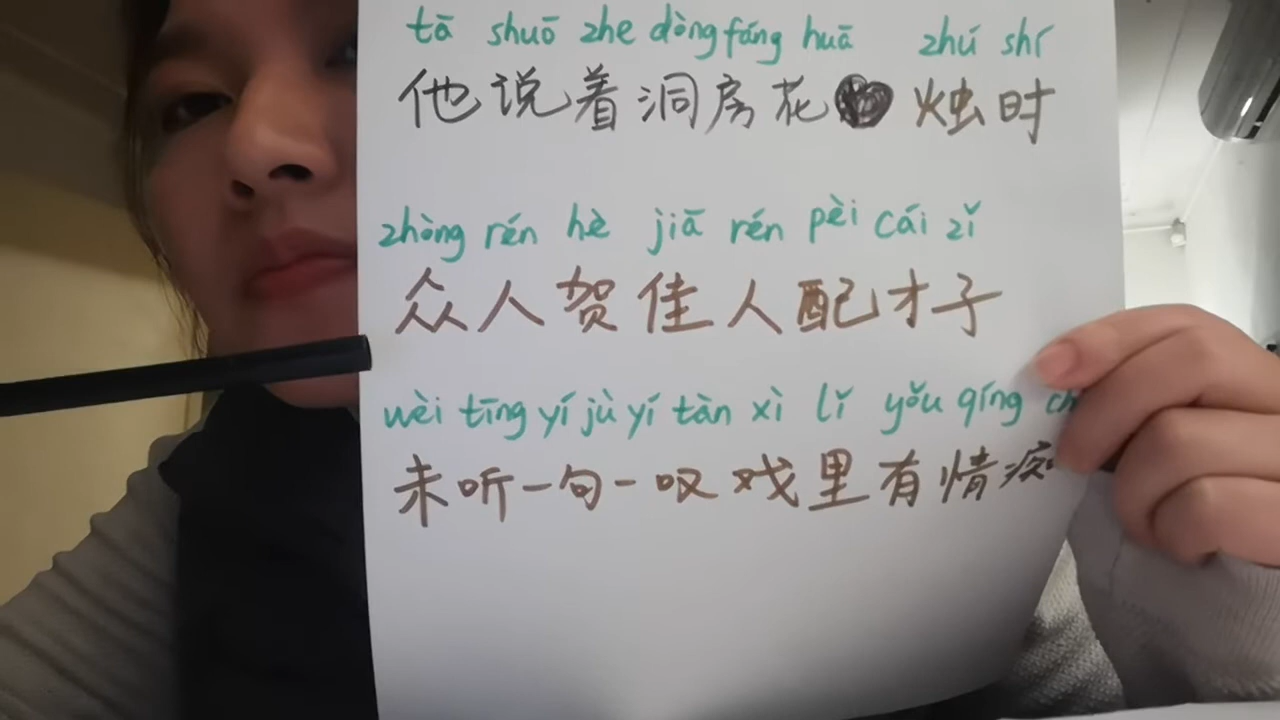 tā shuō zhe dòng fáng huā zhú shí
他说着洞房花烛时
zhòng rén hè jiā rén pèi cái zǐ
众人贺佳人配才子
wèi tīng yí jù yí tàn xì lǐ yǒu qíng
未听一句一叹戏里有情痴